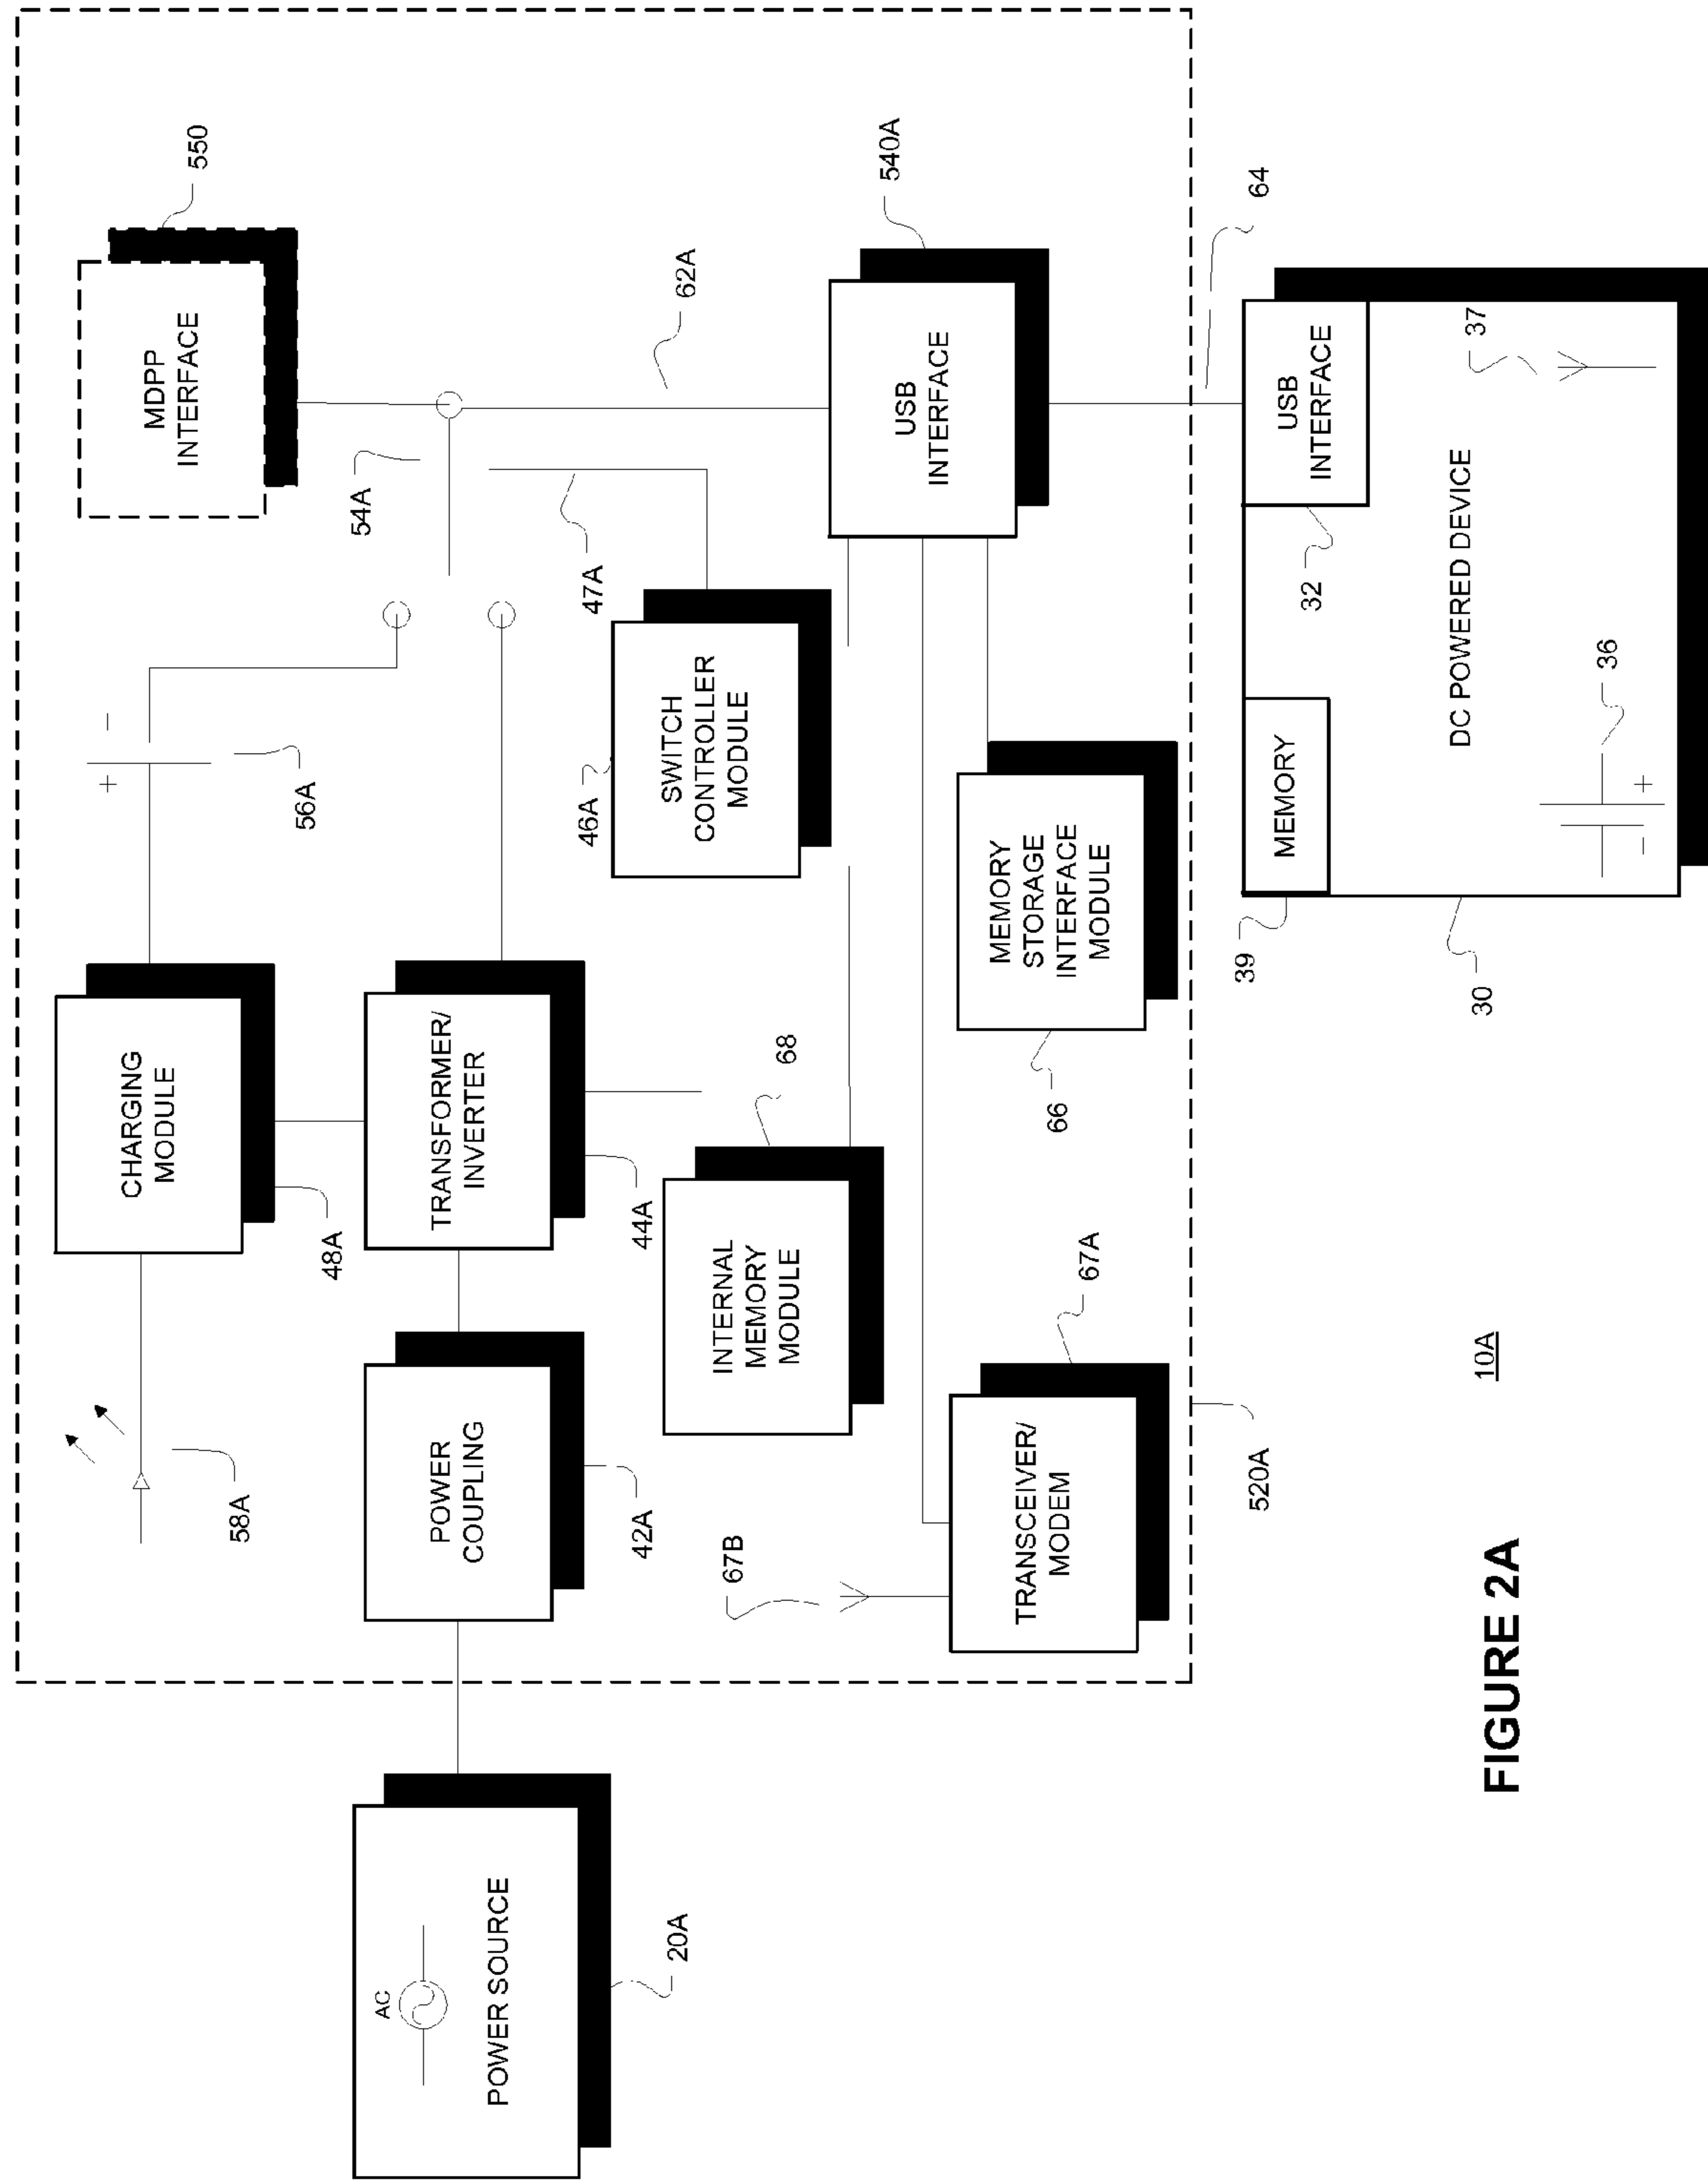 AC
POWER SOURCE
20A
58A
CHARGING
MODULE
48A
+
-
56A
MDPP
INTERFACE
550
POWER
COUPLING
42A
TRANSFORMER/
INVERTER
44A
54A
47A
62A
INTERNAL
MEMORY
MODULE
68
SWITCH
CONTROLLER
MODULE
46A
USB
INTERFACE
540A
67B
TRANSCEIVER/
MODEM
67A
MEMORY
STORAGE
INTERFACE
MODULE
66
520A
64
39
MEMORY
32
USB
INTERFACE
30
DC POWERED DEVICE
36
-
+
37
10A
FIGURE 2A